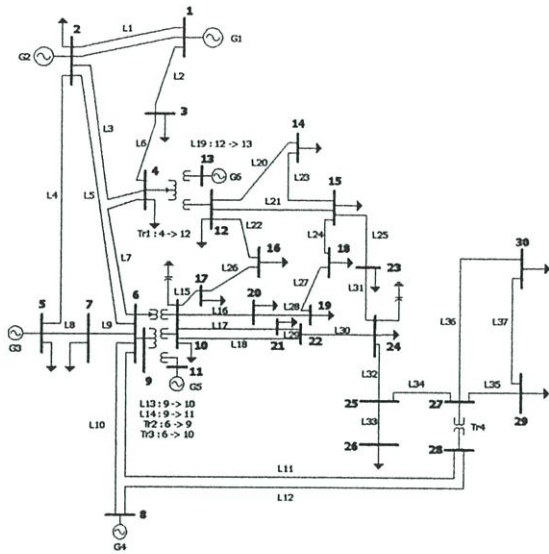 1
2
L1
G1
G2
L2
3
L3
L6
L19: 12 -> 13
14
13
4
G6
L20
L23
L4
L5
15
L21
12
Tr1: 4 -> 12
L22
L24
L25
16
18
23
L7
17
L26
L27
L31
30
5
7
6
L15
20
L28
19
L16
G3
L8
L9
L17
L36
L37
10
L18
21
L29
22
L30
24
9
11
G5
L32
L13: 9 -> 10
L14: 9 -> 11
Tr2: 6 -> 9
Tr3: 6 -> 10
L34
L35
25
27
29
L10
L33
Tr4
26
28
L11
L12
8
G4